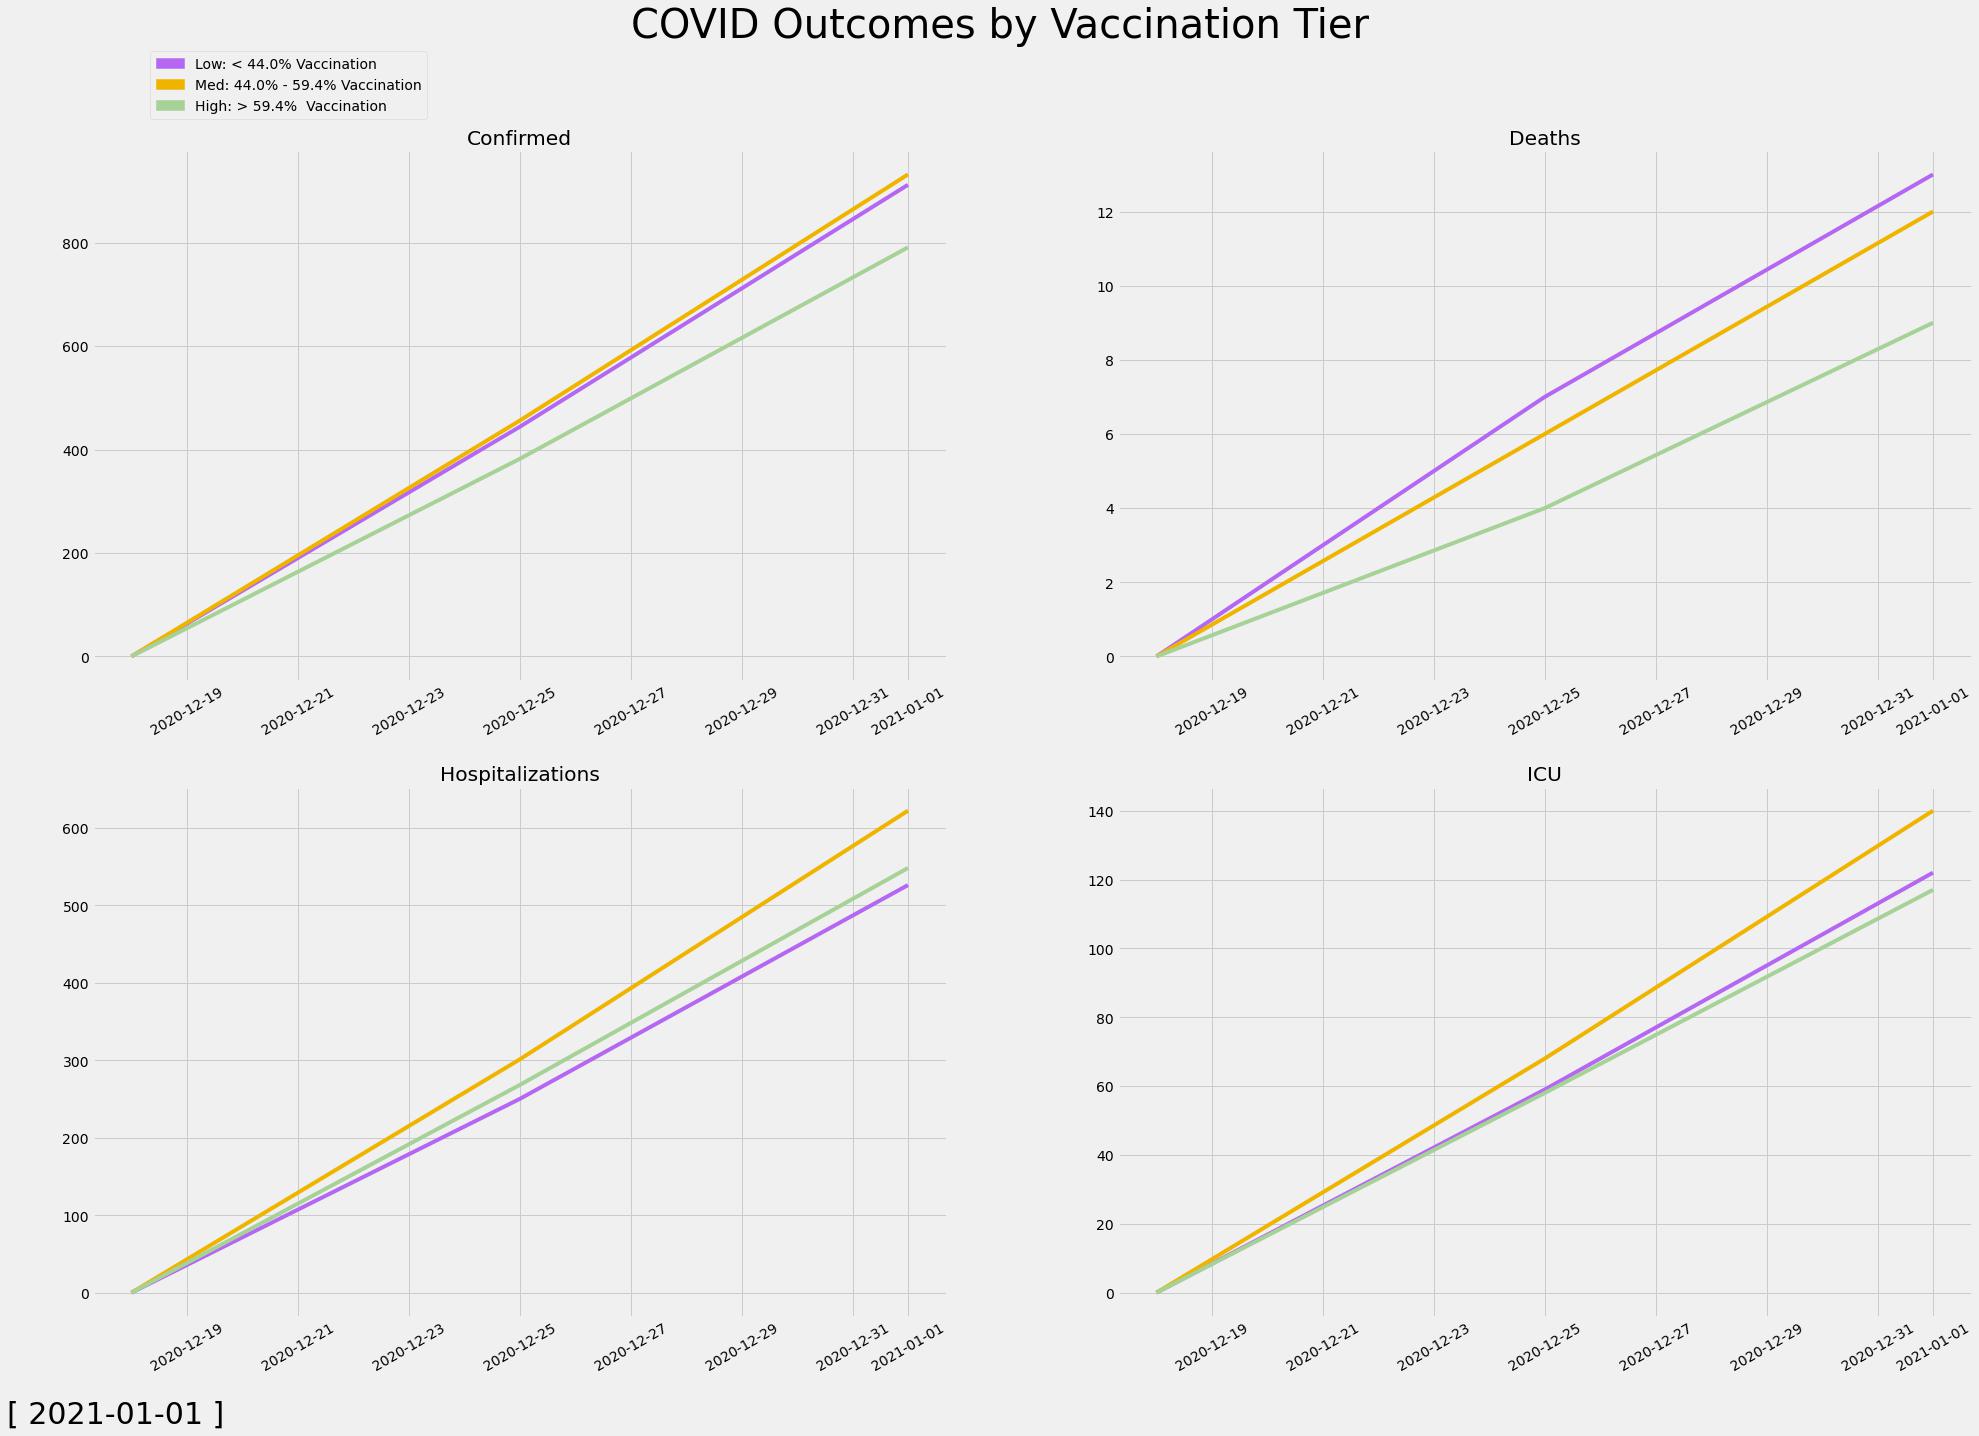 COVID Outcomes by Vaccination Tier
Low: < 44.0% Vaccination
Med: 44.0% - 59.4% Vaccination
High: > 59.4%  Vaccination
Confirmed
800
600
400
200
0
2020-12-19 2020-12-21 2020-12-23 2020-12-25 2020-12-27 2020-12-29 2020-12-31 2021-01-01
Deaths
12
10
8
6
4
2
0
2020-12-19 2020-12-21 2020-12-23 2020-12-25 2020-12-27 2020-12-29 2020-12-31 2021-01-01
Hospitalizations
600
500
400
300
200
100
0
2020-12-19 2020-12-21 2020-12-23 2020-12-25 2020-12-27 2020-12-29 2020-12-31 2021-01-01
ICU
140
120
100
80
60
40
20
0
2020-12-19 2020-12-21 2020-12-23 2020-12-25 2020-12-27 2020-12-29 2020-12-31 2021-01-01
[ 2021-01-01 ]